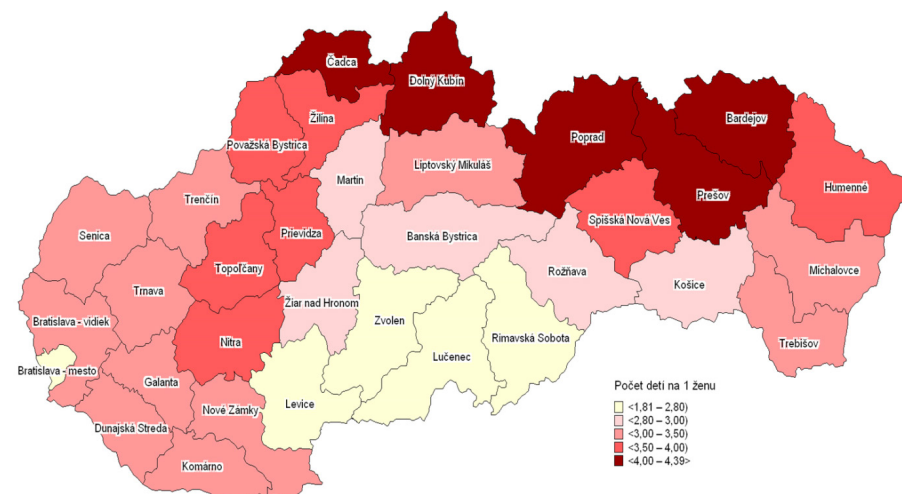 Čadca
Dolný Kubín
Žilina
Považská Bystrica
Poprad
Bardejov
Martin
Liptovský Mikuláš
Prešov
Humenné
Trenčín
Spišská Nová Ves
Senica
Prievidza
Banská Bystrica
Topoľčany
Rožňava
Michalovce
Trnava
Košice
Žiar nad Hronom
Bratislava - vidiek
Zvolen
Nitra
Rimavská Sobota
Trebišov
Lučenec
Bratislava - mesto
Galanta
Levice
Nové Zámky
Dunajská Streda
Komárno
Počet detí na 1 ženu
<1,81 – 2,80)
<2,80 – 3,00)
<3,00 – 3,50)
<3,50 – 4,00)
<4,00 – 4,39>